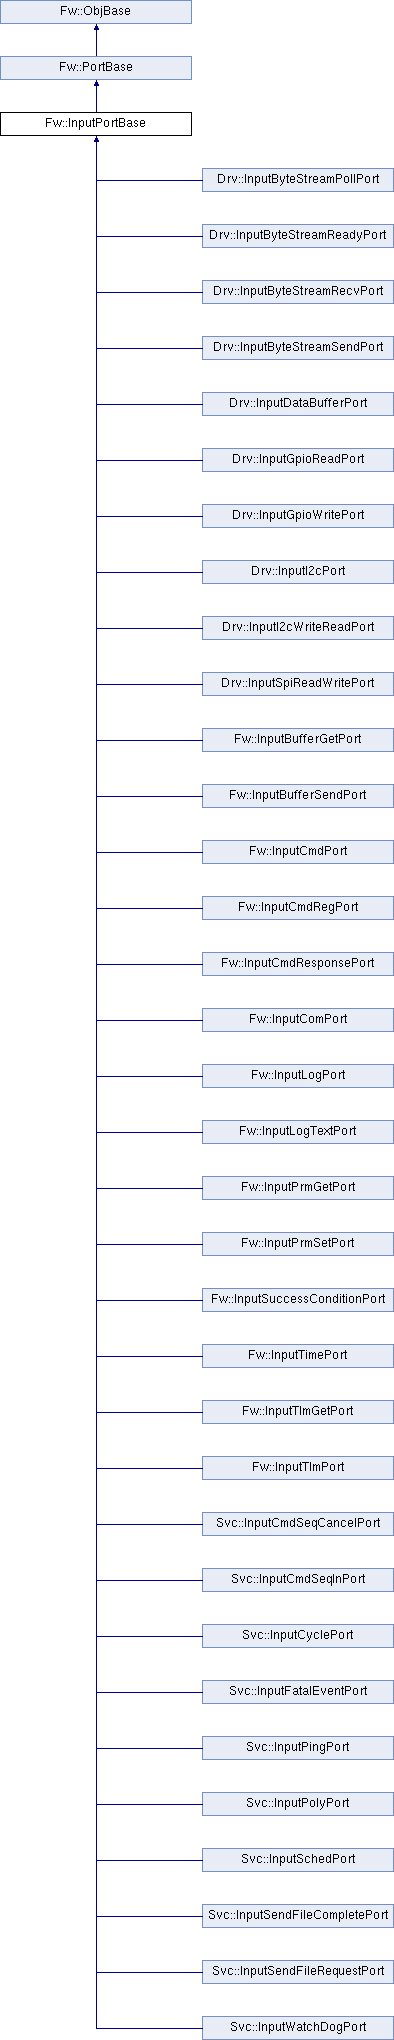 Fw::ObjBase
Fw::PortBase
Fw::InputPortBase
Drv::InputByteStreamPollPort
Drv::InputByteStreamReadyPort
Drv::InputByteStreamRecvPort
Drv::InputByteStreamSendPort
Drv::InputDataBufferPort
Drv::InputGpioReadPort
Drv::InputGpioWritePort
Drv::InputI2cPort
Drv::InputI2cWriteReadPort
Drv::InputSpiReadWritePort
Fw::InputBufferGetPort
Fw::InputBufferSendPort
Fw::InputCmdPort
Fw::InputCmdRegPort
Fw::InputCmdResponsePort
Fw::InputComPort
Fw::InputLogPort
Fw::InputLogTextPort
Fw::InputPrmGetPort
Fw::InputPrmSetPort
Fw::InputSuccessConditionPort
Fw::InputTimePort
Fw::InputTlmGetPort
Fw::InputTlmPort
Svc::InputCmdSeqCancelPort
Svc::InputCmdSeqInPort
Svc::InputCyclePort
Svc::InputFatalEventPort
Svc::InputPingPort
Svc::InputPolyPort
Svc::InputSchedPort
Svc::InputSendFileCompletePort
Svc::InputSendFileRequestPort
Svc::InputWatchDogPort